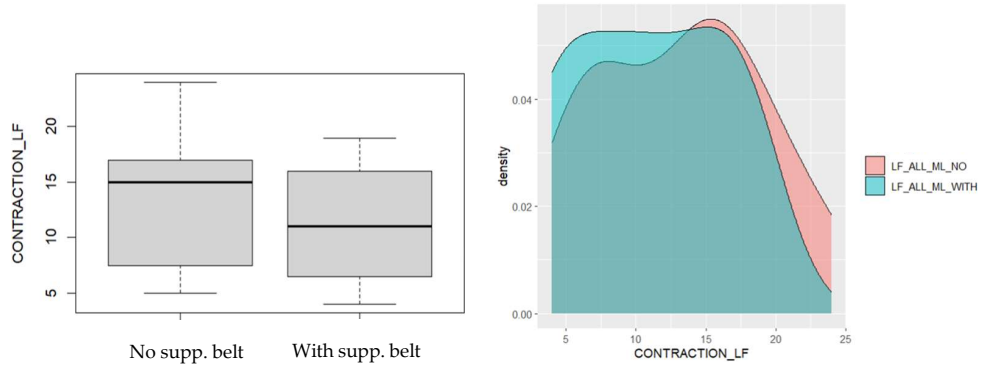 CONTRACTION_LF
20
15
10
5
No supp. belt
With supp. belt
density
0.04
0.02
0.00
5
10
15
20
25
CONTRACTION_LF
LF_ALL_ML_NO
LF_ALL_ML_WITH